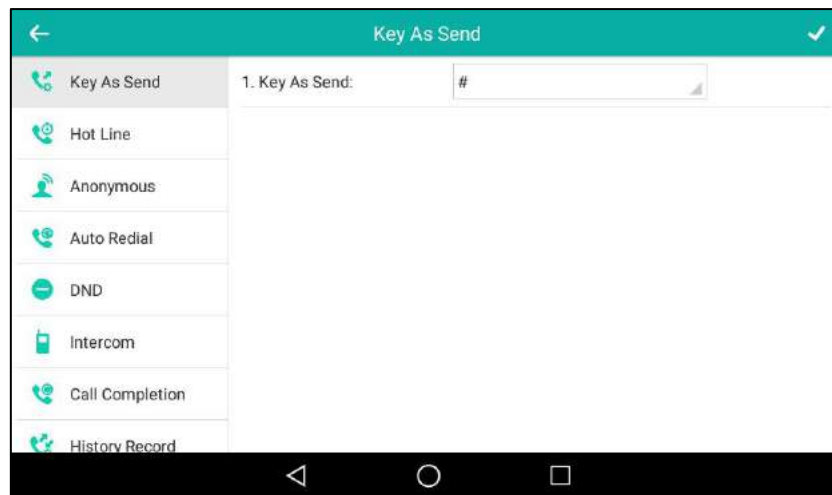 Key As Send
Key As Send
1. Key As Send:
#
Hot Line
Anonymous
Auto Redial
DND
Intercom
Call Completion
History Record